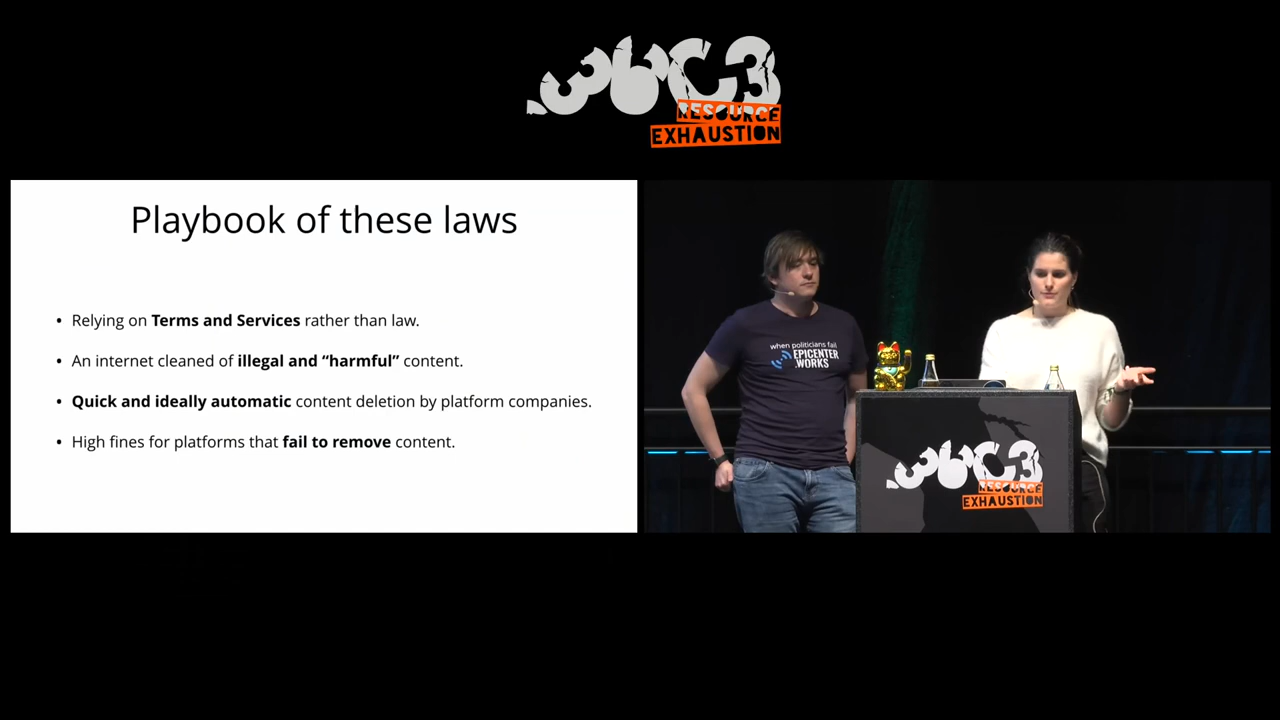 36C3
RESOURCE
EXHAUSTION
Playbook of these laws
• Relying on Terms and Services rather than law.
• An internet cleaned of illegal and “harmful” content.
• Quick and ideally automatic content deletion by platform companies.
• High fines for platforms that fail to remove content.
when politicians fail
EPICENTER
.WORKS
36C3
RESOURCE
EXHAUSTION